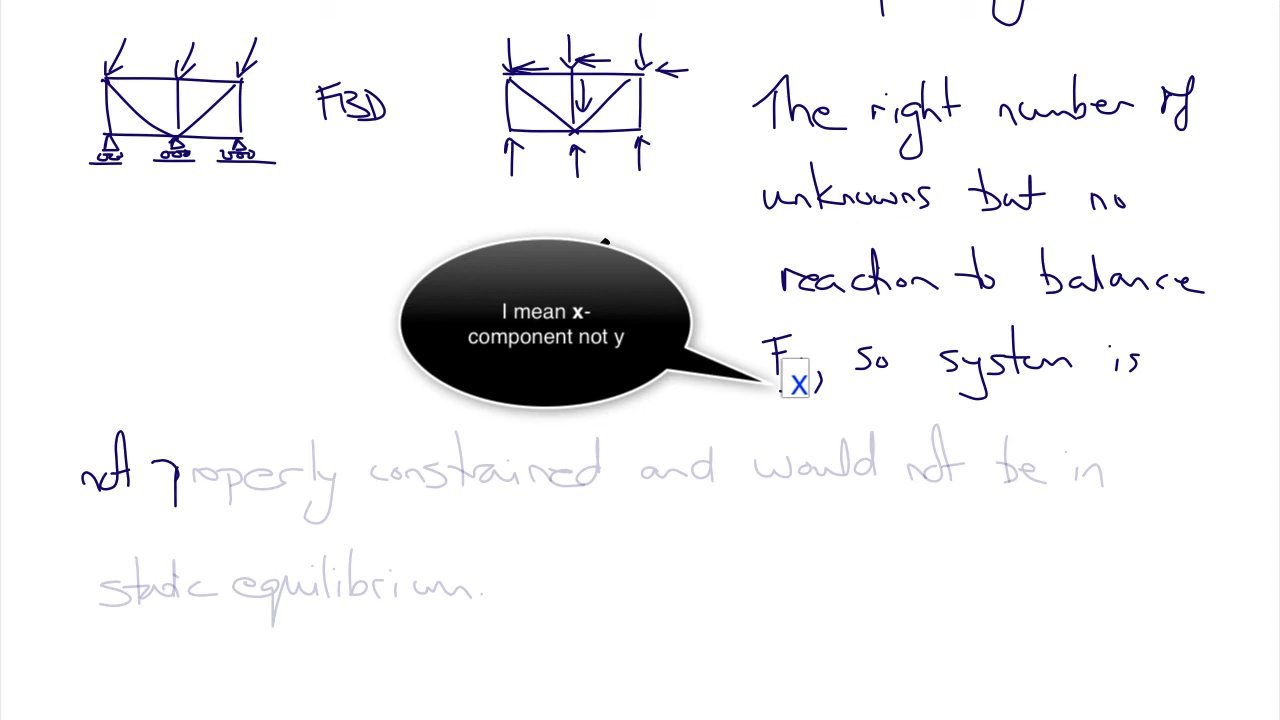 FBD
The right number of
unknowns but no
reaction to balance
I mean x-
component not y
Fx, so system is
not properly constrained and would not be in
static equilibrium.